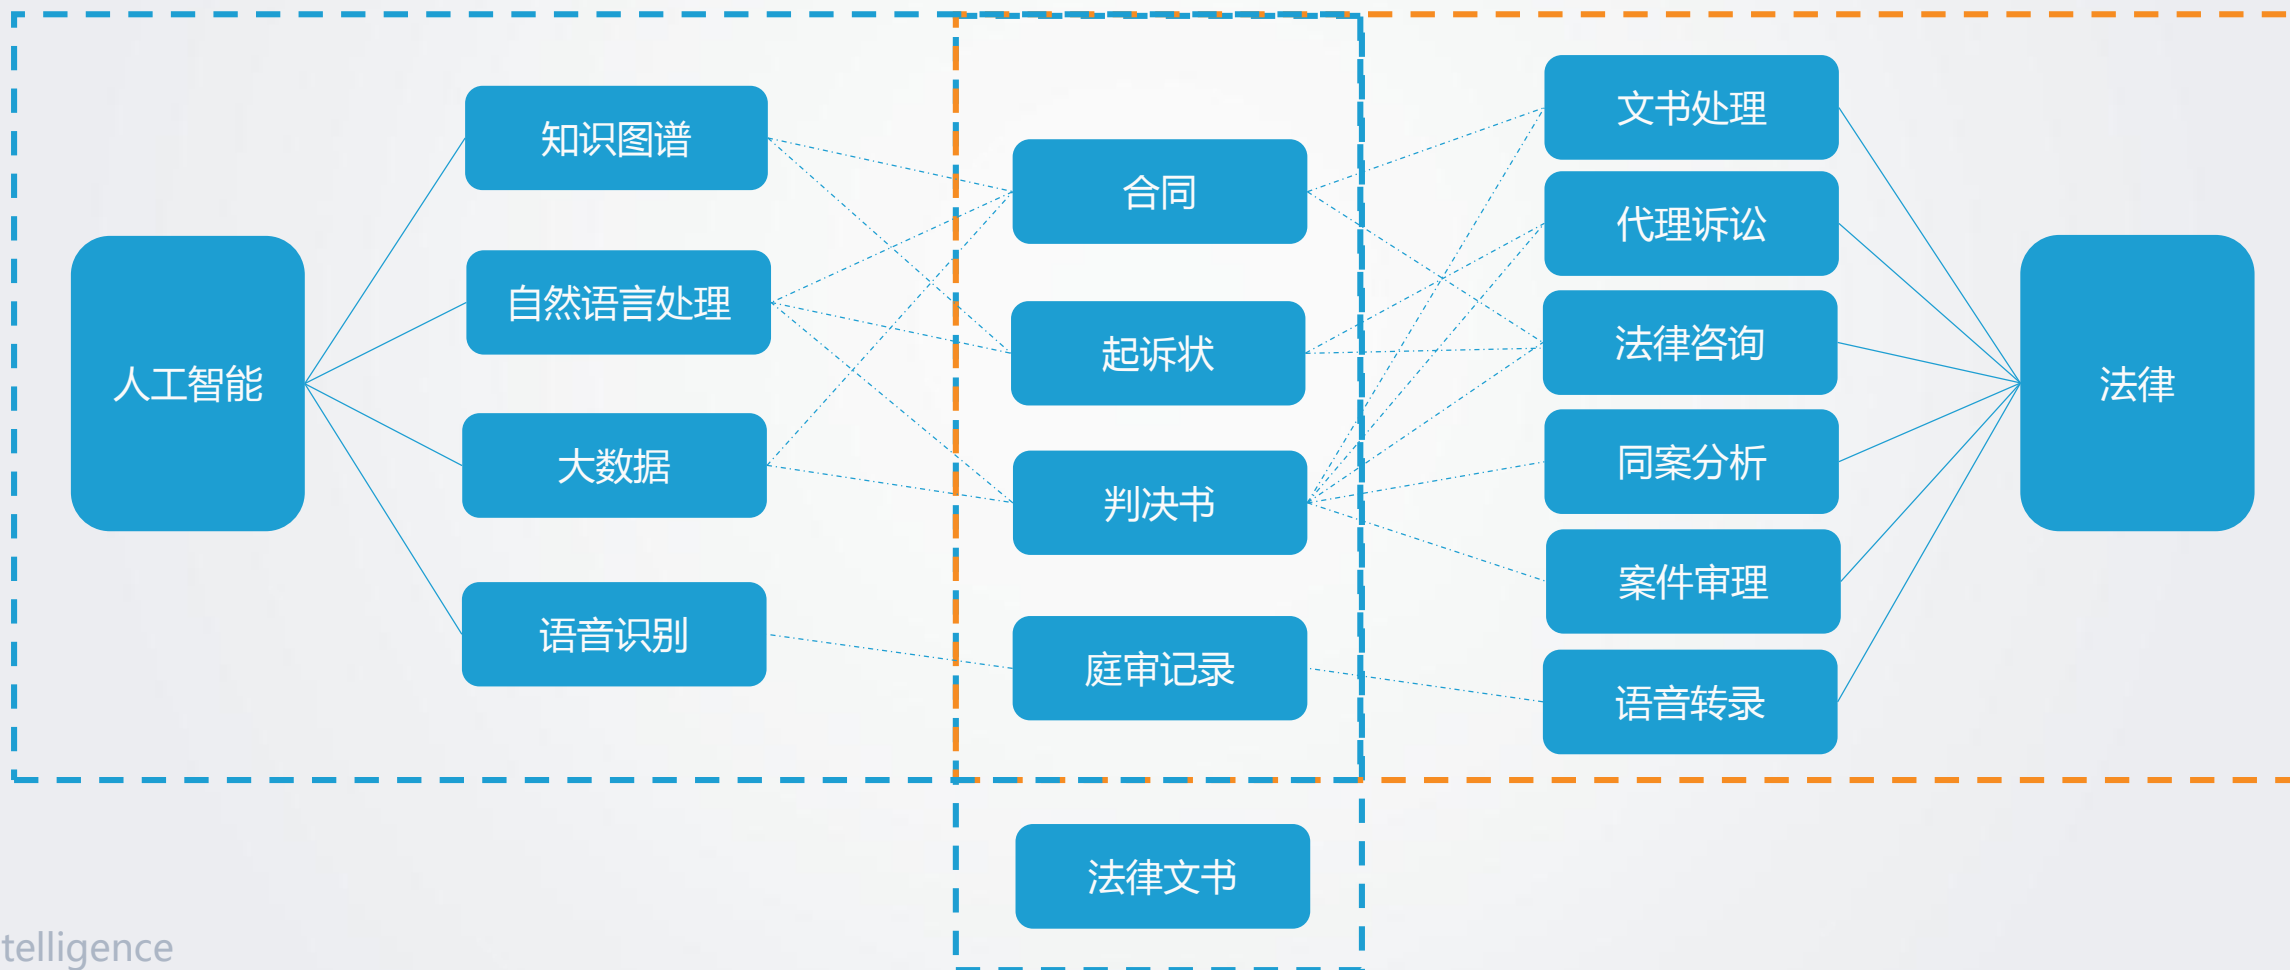 人工智能
知识图谱
自然语言处理
大数据
语音识别
合同
起诉状
判决书
庭审记录
法律文书
文书处理
代理诉讼
法律咨询
同案分析
案件审理
语音转录
法律
telligence